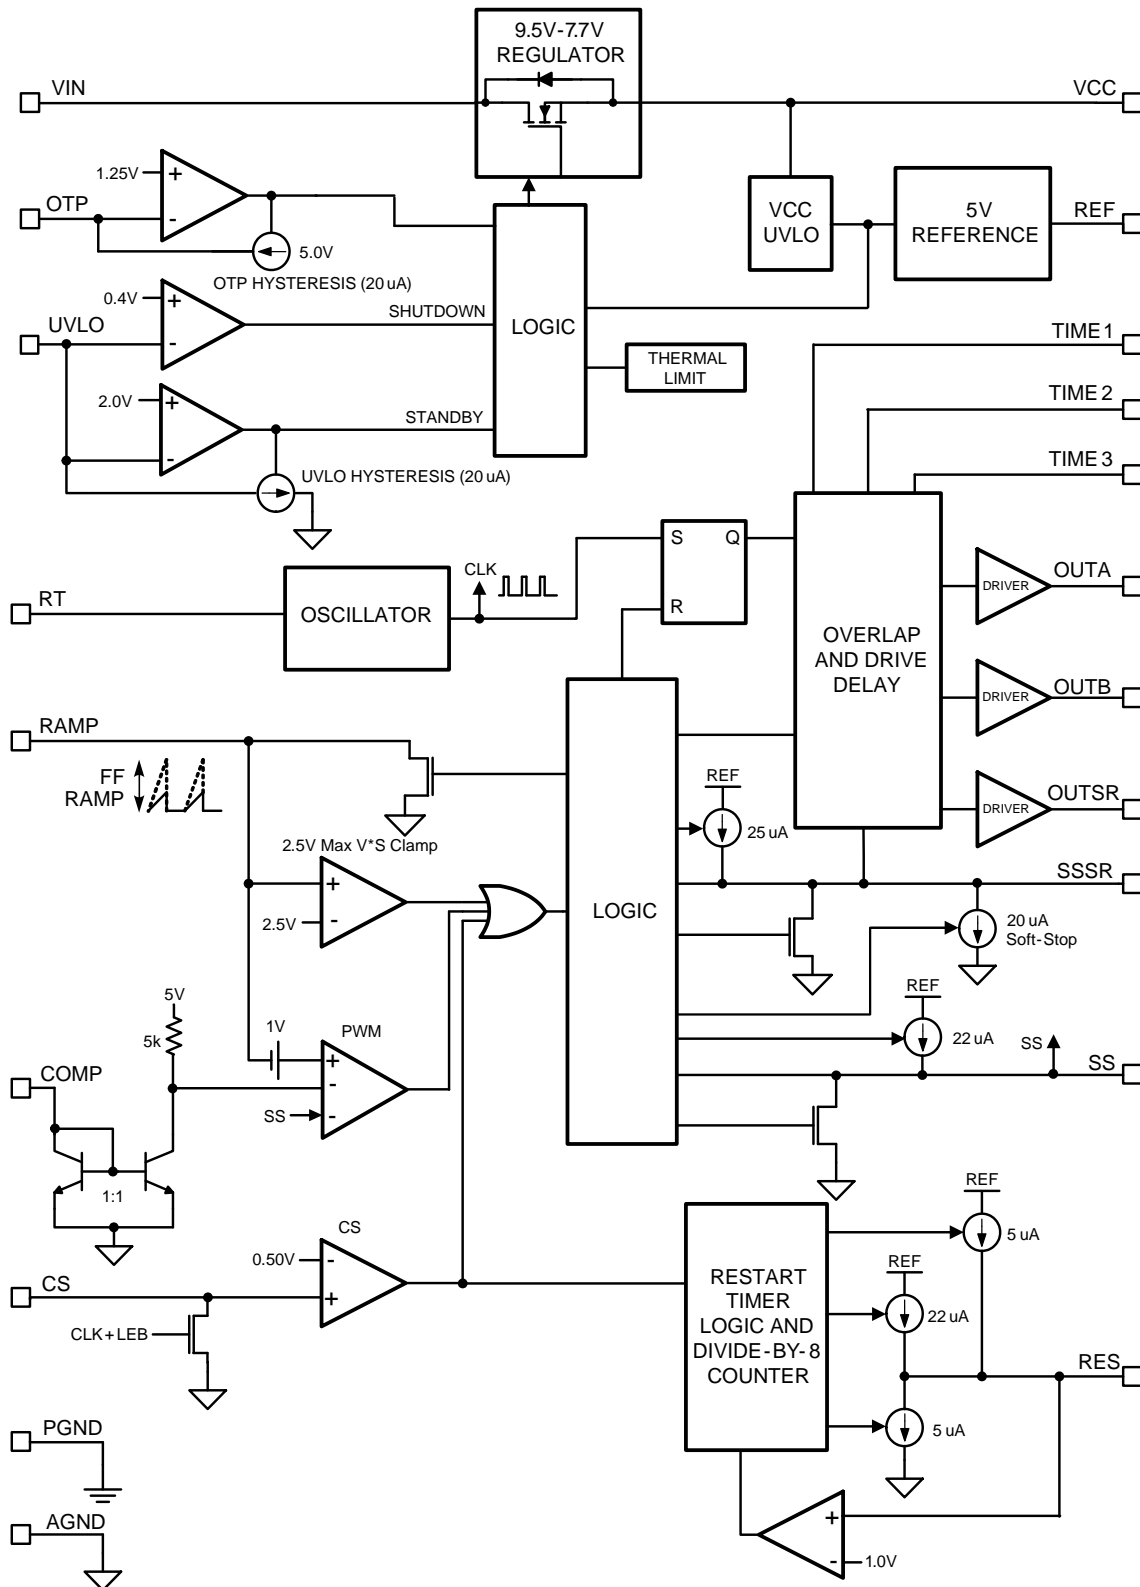 9.5V-7.7V
REGULATOR
VIN
VCC
1.25V
+
OTP
-
5.0V
OTP HYSTERESIS (20 uA)
VCC
UVLO
5V
REFERENCE
REF
0.4V
+
SHUTDOWN
UVLO
-
LOGIC
THERMAL
LIMIT
TIME 1
2.0V
+
STANDBY
-
TIME 2
UVLO HYSTERESIS (20 uA)
TIME 3
S
Q
CLK
R
RT
OSCILLATOR
OVERLAP
AND DRIVE
DELAY
DRIVER
OUTA
DRIVER
OUTB
DRIVER
OUTSR
RAMP
FF
RAMP
REF
25 uA
2.5V Max V*S Clamp
+
2.5V
-
LOGIC
SSSR
20 uA
Soft-Stop
5V
5k
1V
PWM
+
-
SS
-
REF
22 uA
SS
SS
COMP
1:1
REF
5 uA
CS
0.50V
-
CS
+
CLK+LEB
RESTART
TIMER
LOGIC AND
DIVIDE-BY-8
COUNTER
REF
22 uA
RES
5 uA
PGND
AGND
+
-
1.0V